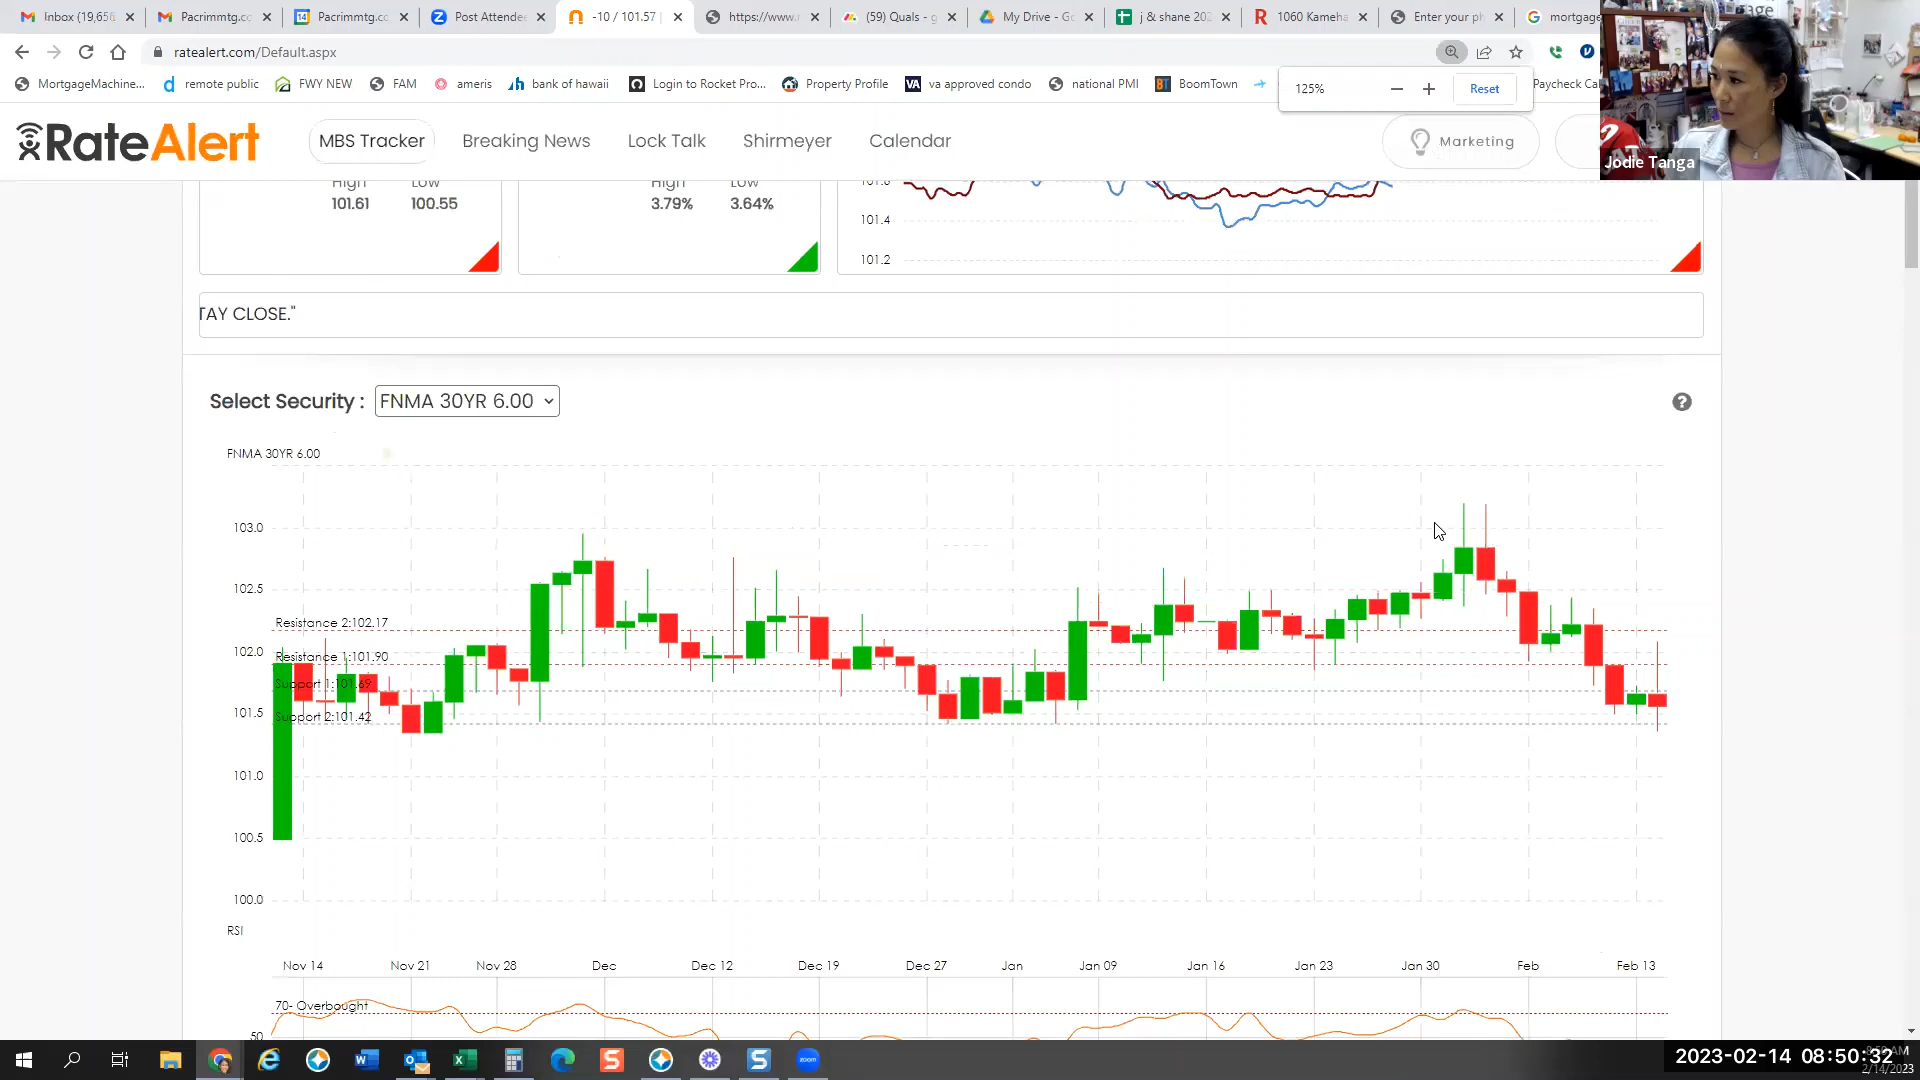 Inbox (19,65
Pacrimmtg.c
Pacrimmtg.co
Post Attende
-10 / 101.57 |
https://www.r
(59) Quals - g
My Drive - Go
j & shane 202
1060 Kameha
Enter your ph
mortgage
ratealert.com/Default.aspx
MortgageMachine...
remote public
FWY NEW
FAM
ameris
bank of hawaii
Login to Rocket Pro...
Property Profile
va approved condo
national PMI
BoomTown
125%
Reset
Paycheck Ca
RateAlert
MBS Tracker
Breaking News
Lock Talk
Shirmeyer
Calendar
Marketing
Jodie Tanga
High Low
101.61 100.55
High Low
3.79% 3.64%
101.6
101.4
101.2
TAY CLOSE."
Select Security :
FNMA 30YR 6.00
FNMA 30YR 6.00
103.0
102.5
Resistance 2:102.17
102.0
Resistance 1:101.90
Support 1:101.69
101.5
Support 2:101.42
101.0
100.5
100.0
RSI
Nov 14 Nov 21 Nov 28 Dec Dec 12 Dec 19 Dec 27 Jan Jan 09 Jan 16 Jan 23 Jan 30 Feb Feb 13
70- Overbought
50
zoom
2023-02-14 08:50:32
2/14/2023